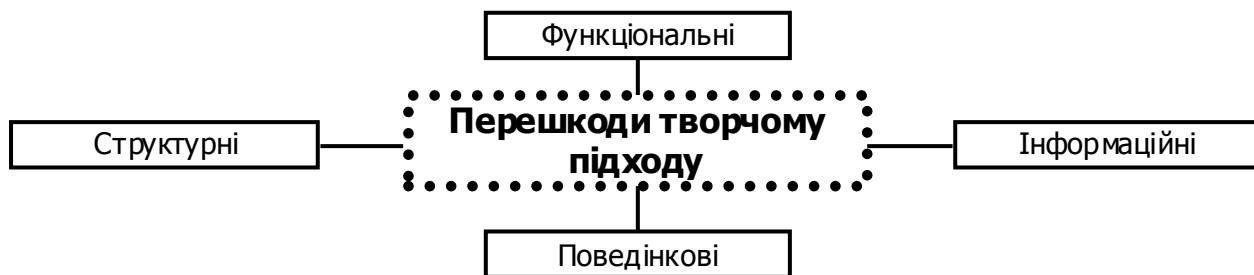 Функціональні
Перешкоди творчому
підходу
Структурні
Інформаційні
Поведінкові